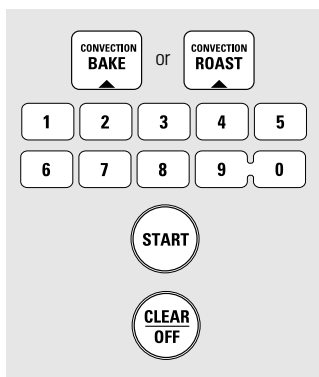 CONVECTION CONVECTION
BAKE or ROAST
1 2 3 4 5
6 7 8 9 0
START
CLEAR
OFF